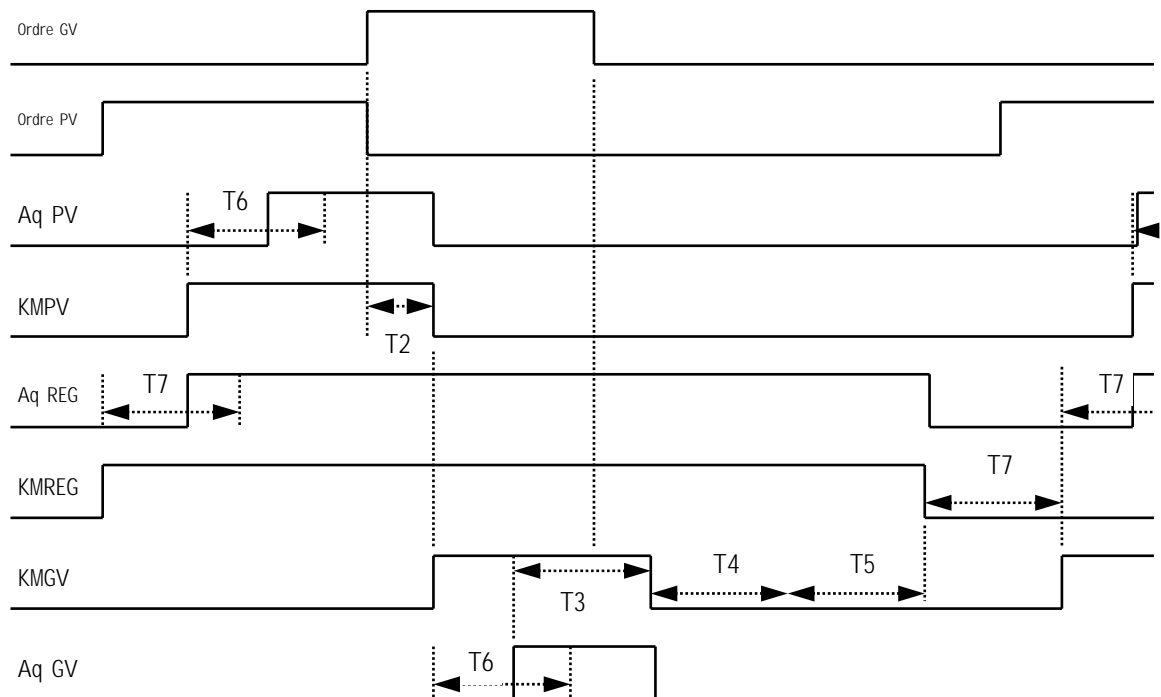 Ordre GV
Ordre PV
Aq PV
T6
KMPV
T2
Aq REG
T7
T7
KMREG
T7
KMGV
T3
T4
T5
Aq GV
T6